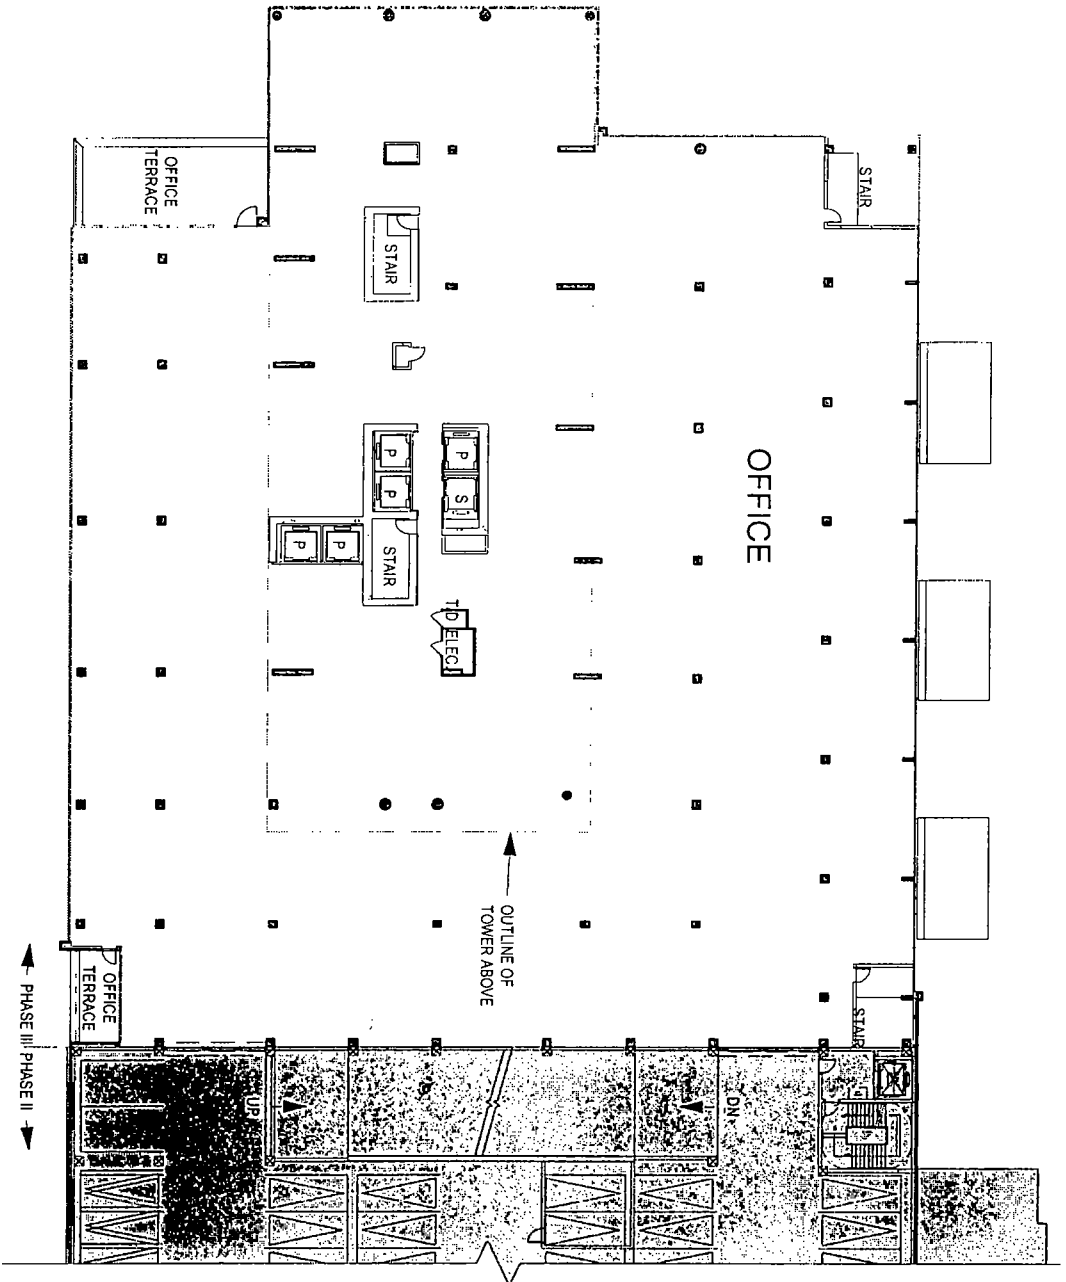 OFFICE
TERRACE
STAIR
STAIR
OFFICE
P
S
P
P
P
P
STAIR
T/D
ELEC.
OUTLINE OF
TOWER ABOVE
OFFICE
TERRACE
STAIR
PHASE III
PHASE II
UP
DN